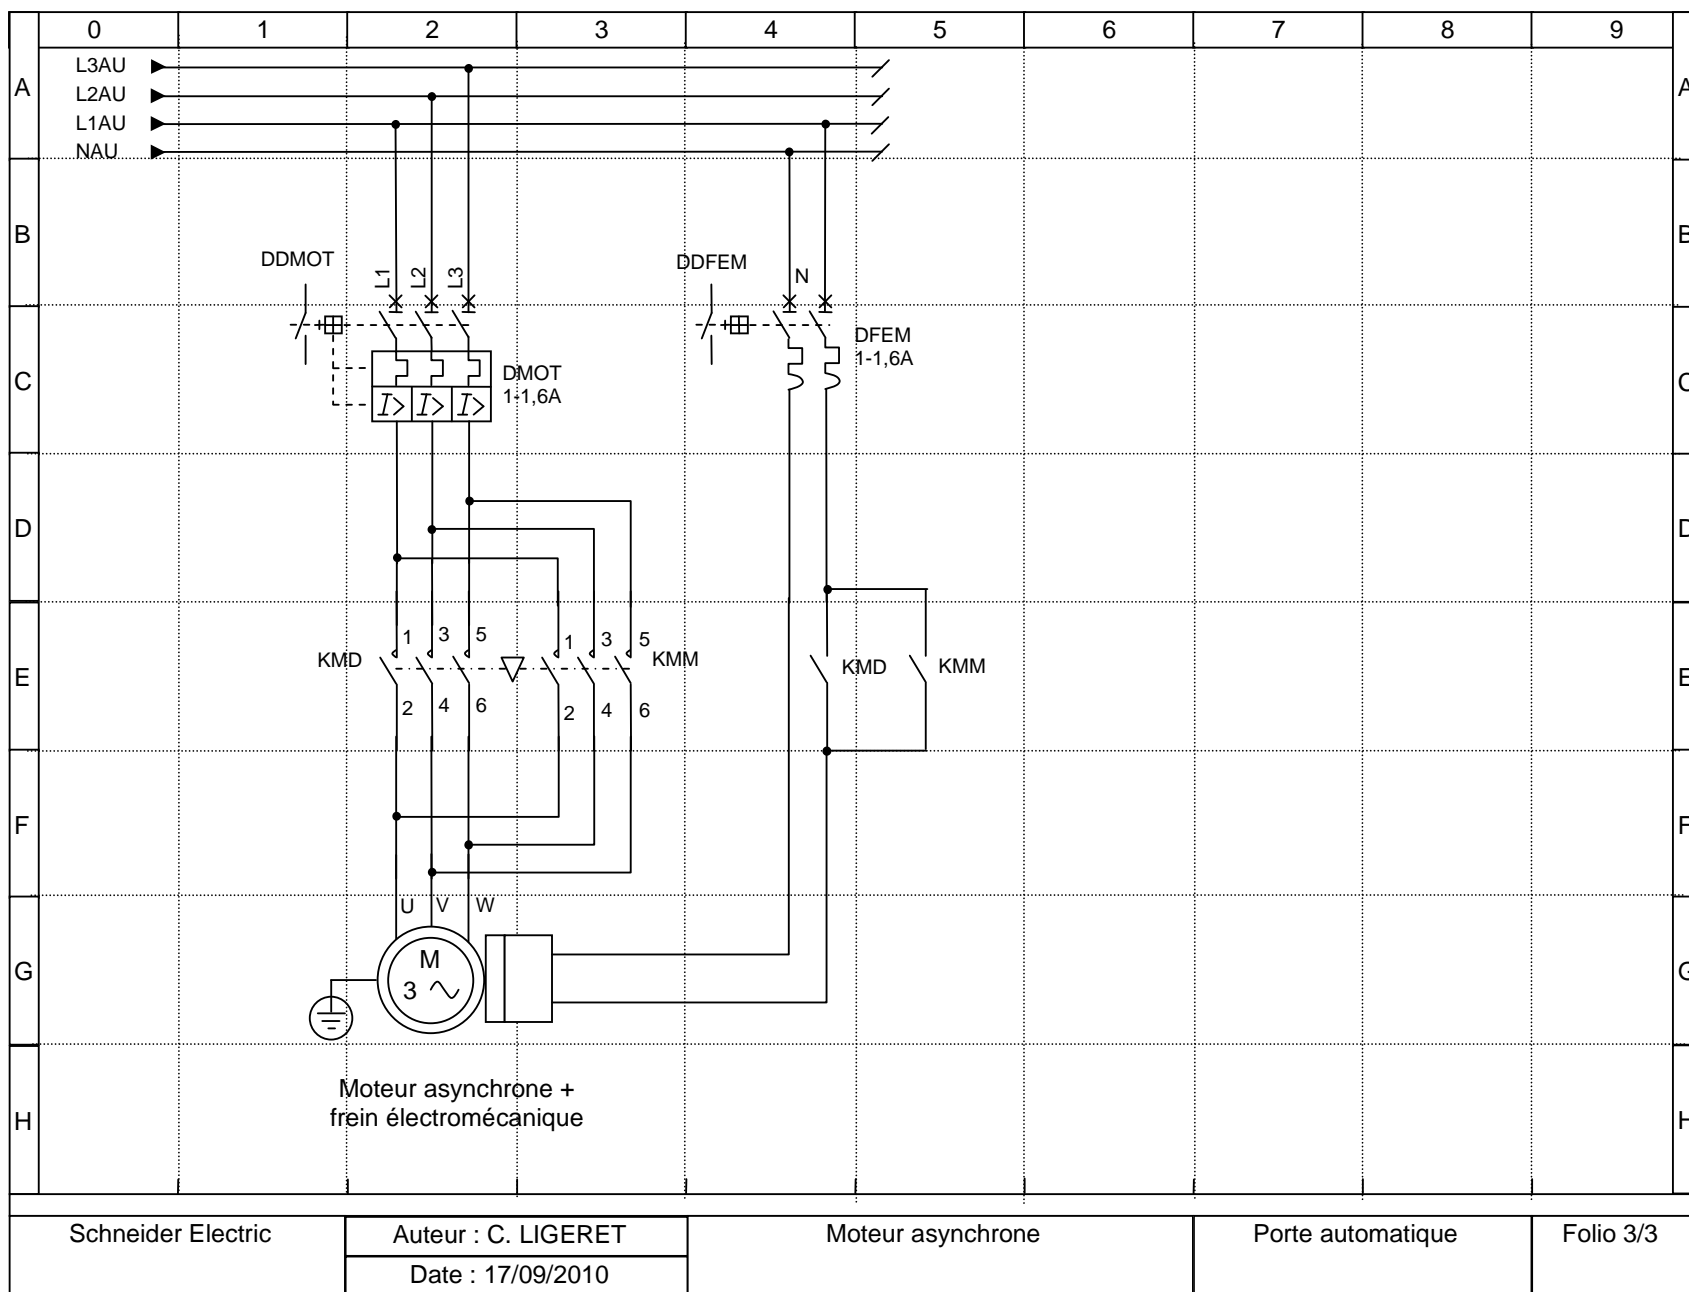 0 1 2 3 4 5 6 7 8 9
A L3AU A
L2AU
L1AU
NAU
B B
DDMOT L1 L2 L3 DDFEM N
DFEM
1-1,6A
C C
DMOT
1-1,6A
I> I> I>
D D
1 3 5 1 3 5
KMD KMM KMD KMM
E E
2 4 6 2 4 6
F F
U V W
M
3
G G
Moteur asynchrone +
frein électromécanique
H H
Schneider Electric Auteur : C. LIGERET Moteur asynchrone Porte automatique Folio 3/3
Date : 17/09/2010